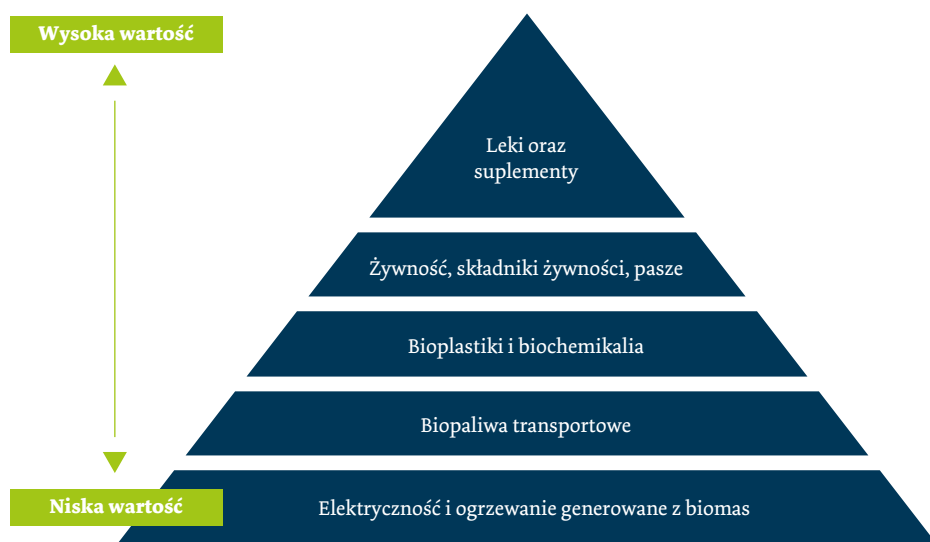 Wysoka wartość
Leki oraz
suplementy
Żywność, składniki żywności, pasze
Bioplastiki i biochemikalia
Biopaliwa transportowe
Niska wartość
Elektryczność i ogrzewanie generowane z biomas